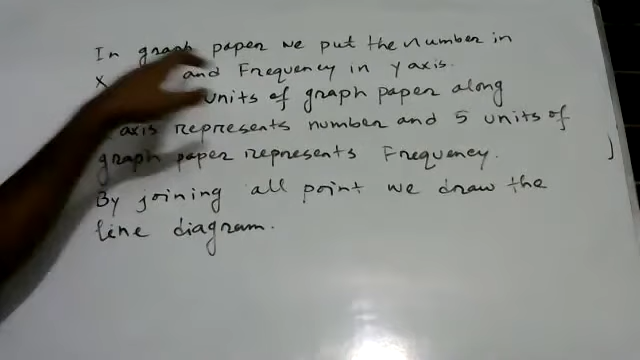 In graph paper we put the number in
X and Frequency in y axis.
units of graph paper along
axis represents number and 5 units of
graph paper represents Frequency.
By joining all point we draw the
line diagram.